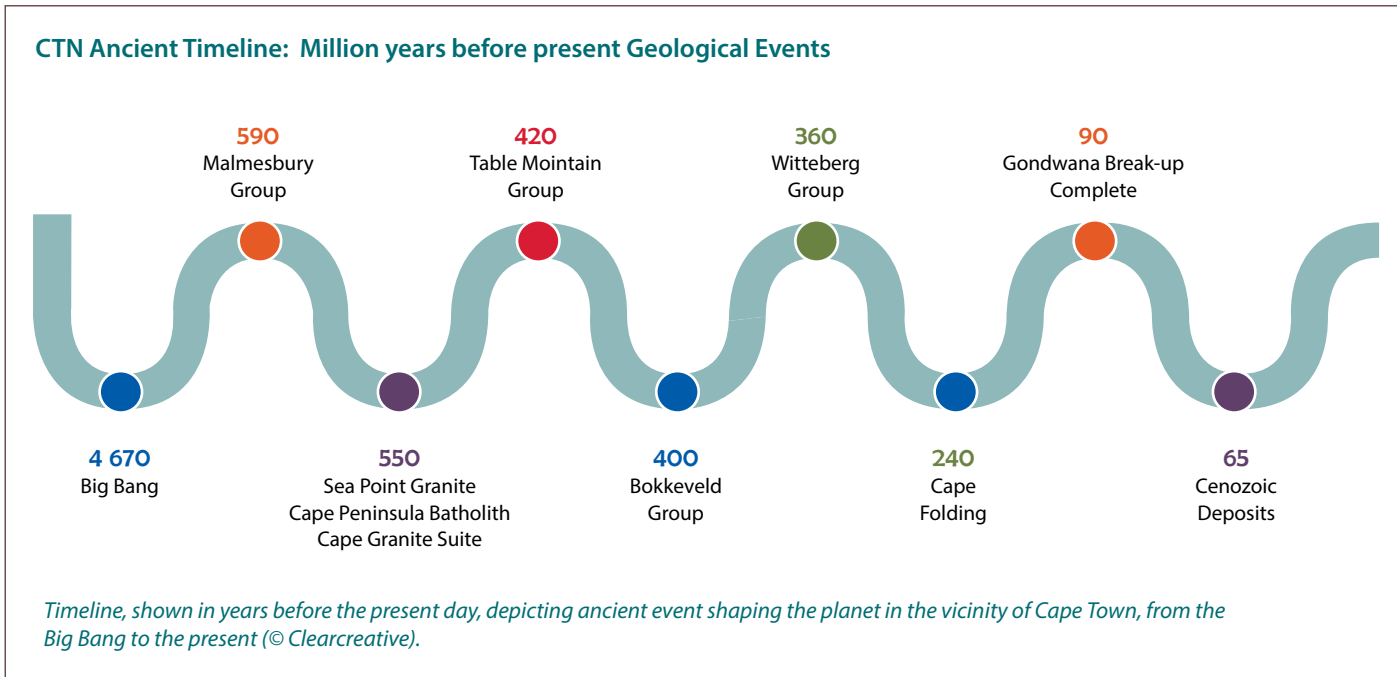 CTN Ancient Timeline: Million years before present Geological Events
590
Malmesbury
Group
420
Table Mointain
Group
360
Witteberg
Group
90
Gondwana Break-up
Complete
4 670
Big Bang
550
Sea Point Granite
Cape Peninsula Batholith
Cape Granite Suite
400
Bokkeveld
Group
240
Cape
Folding
65
Cenozoic
Deposits
Timeline, shown in years before the present day, depicting ancient event shaping the planet in the vicinity of Cape Town, from the
Big Bang to the present (© Clearcreative).